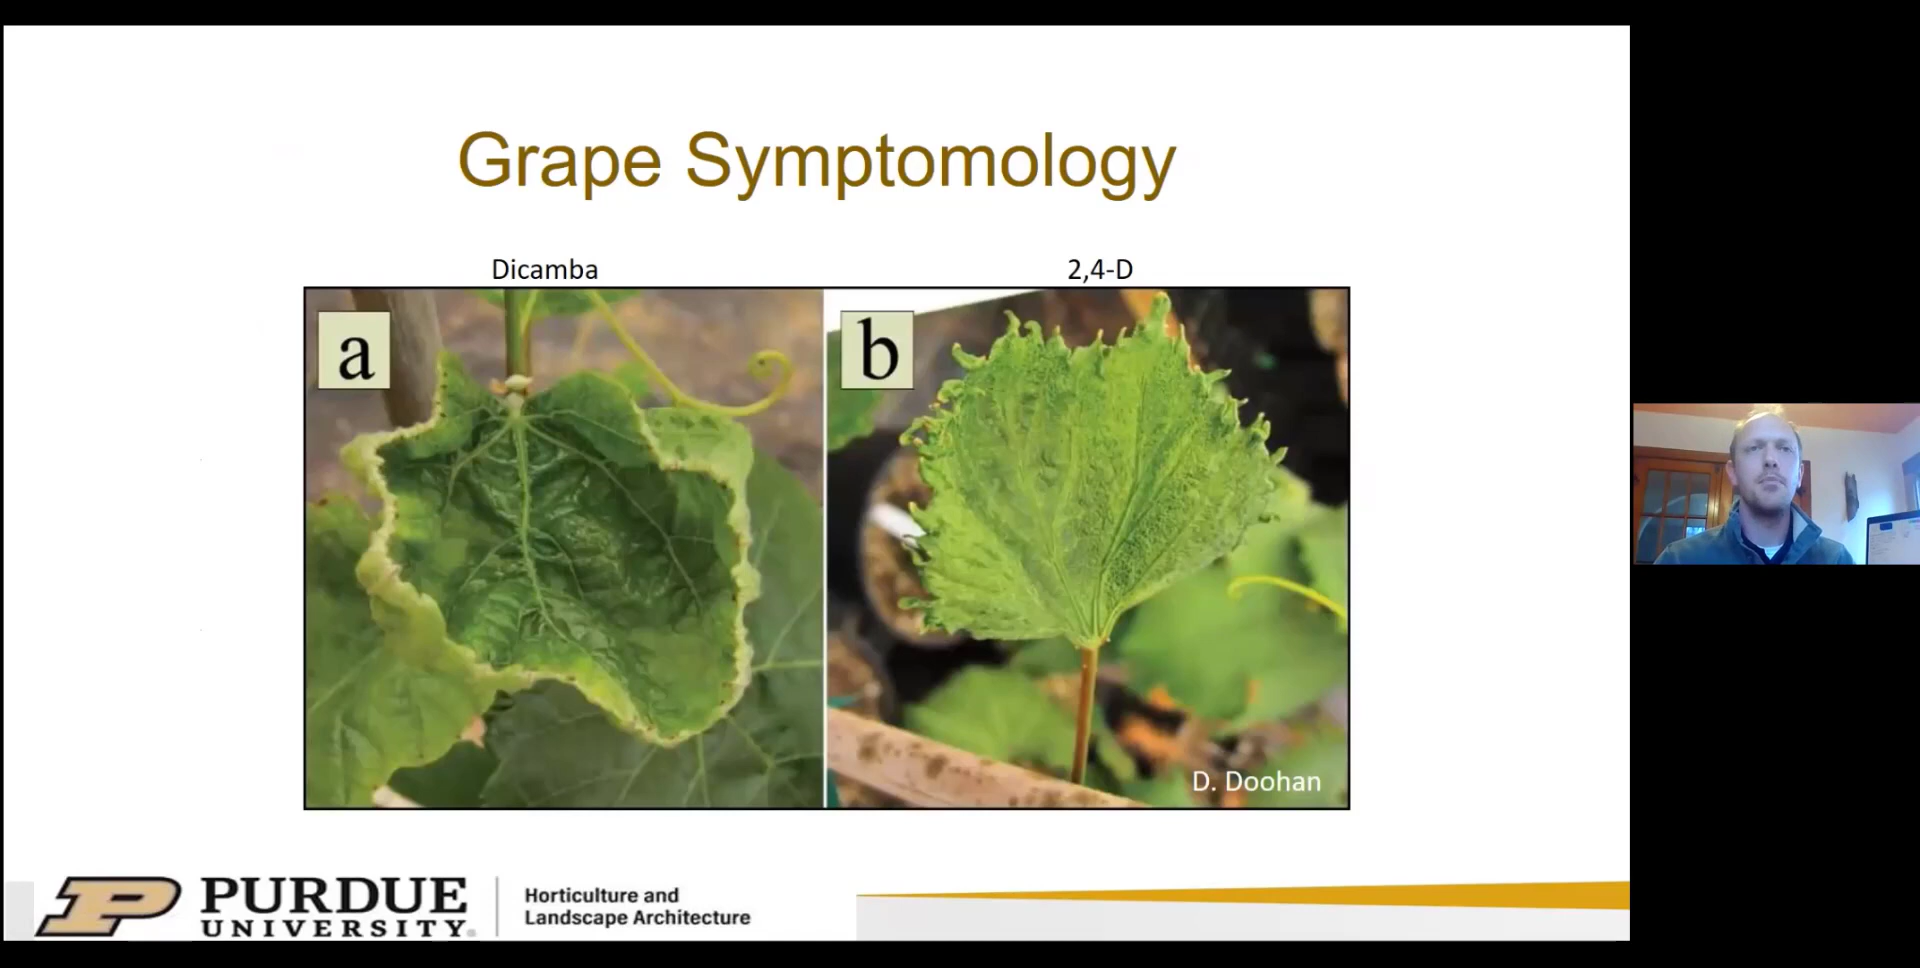 Grape Symptomology
Dicamba
2,4-D
a
b
D. Doohan
PURDUE
UNIVERSITY®
Horticulture and
Landscape Architecture